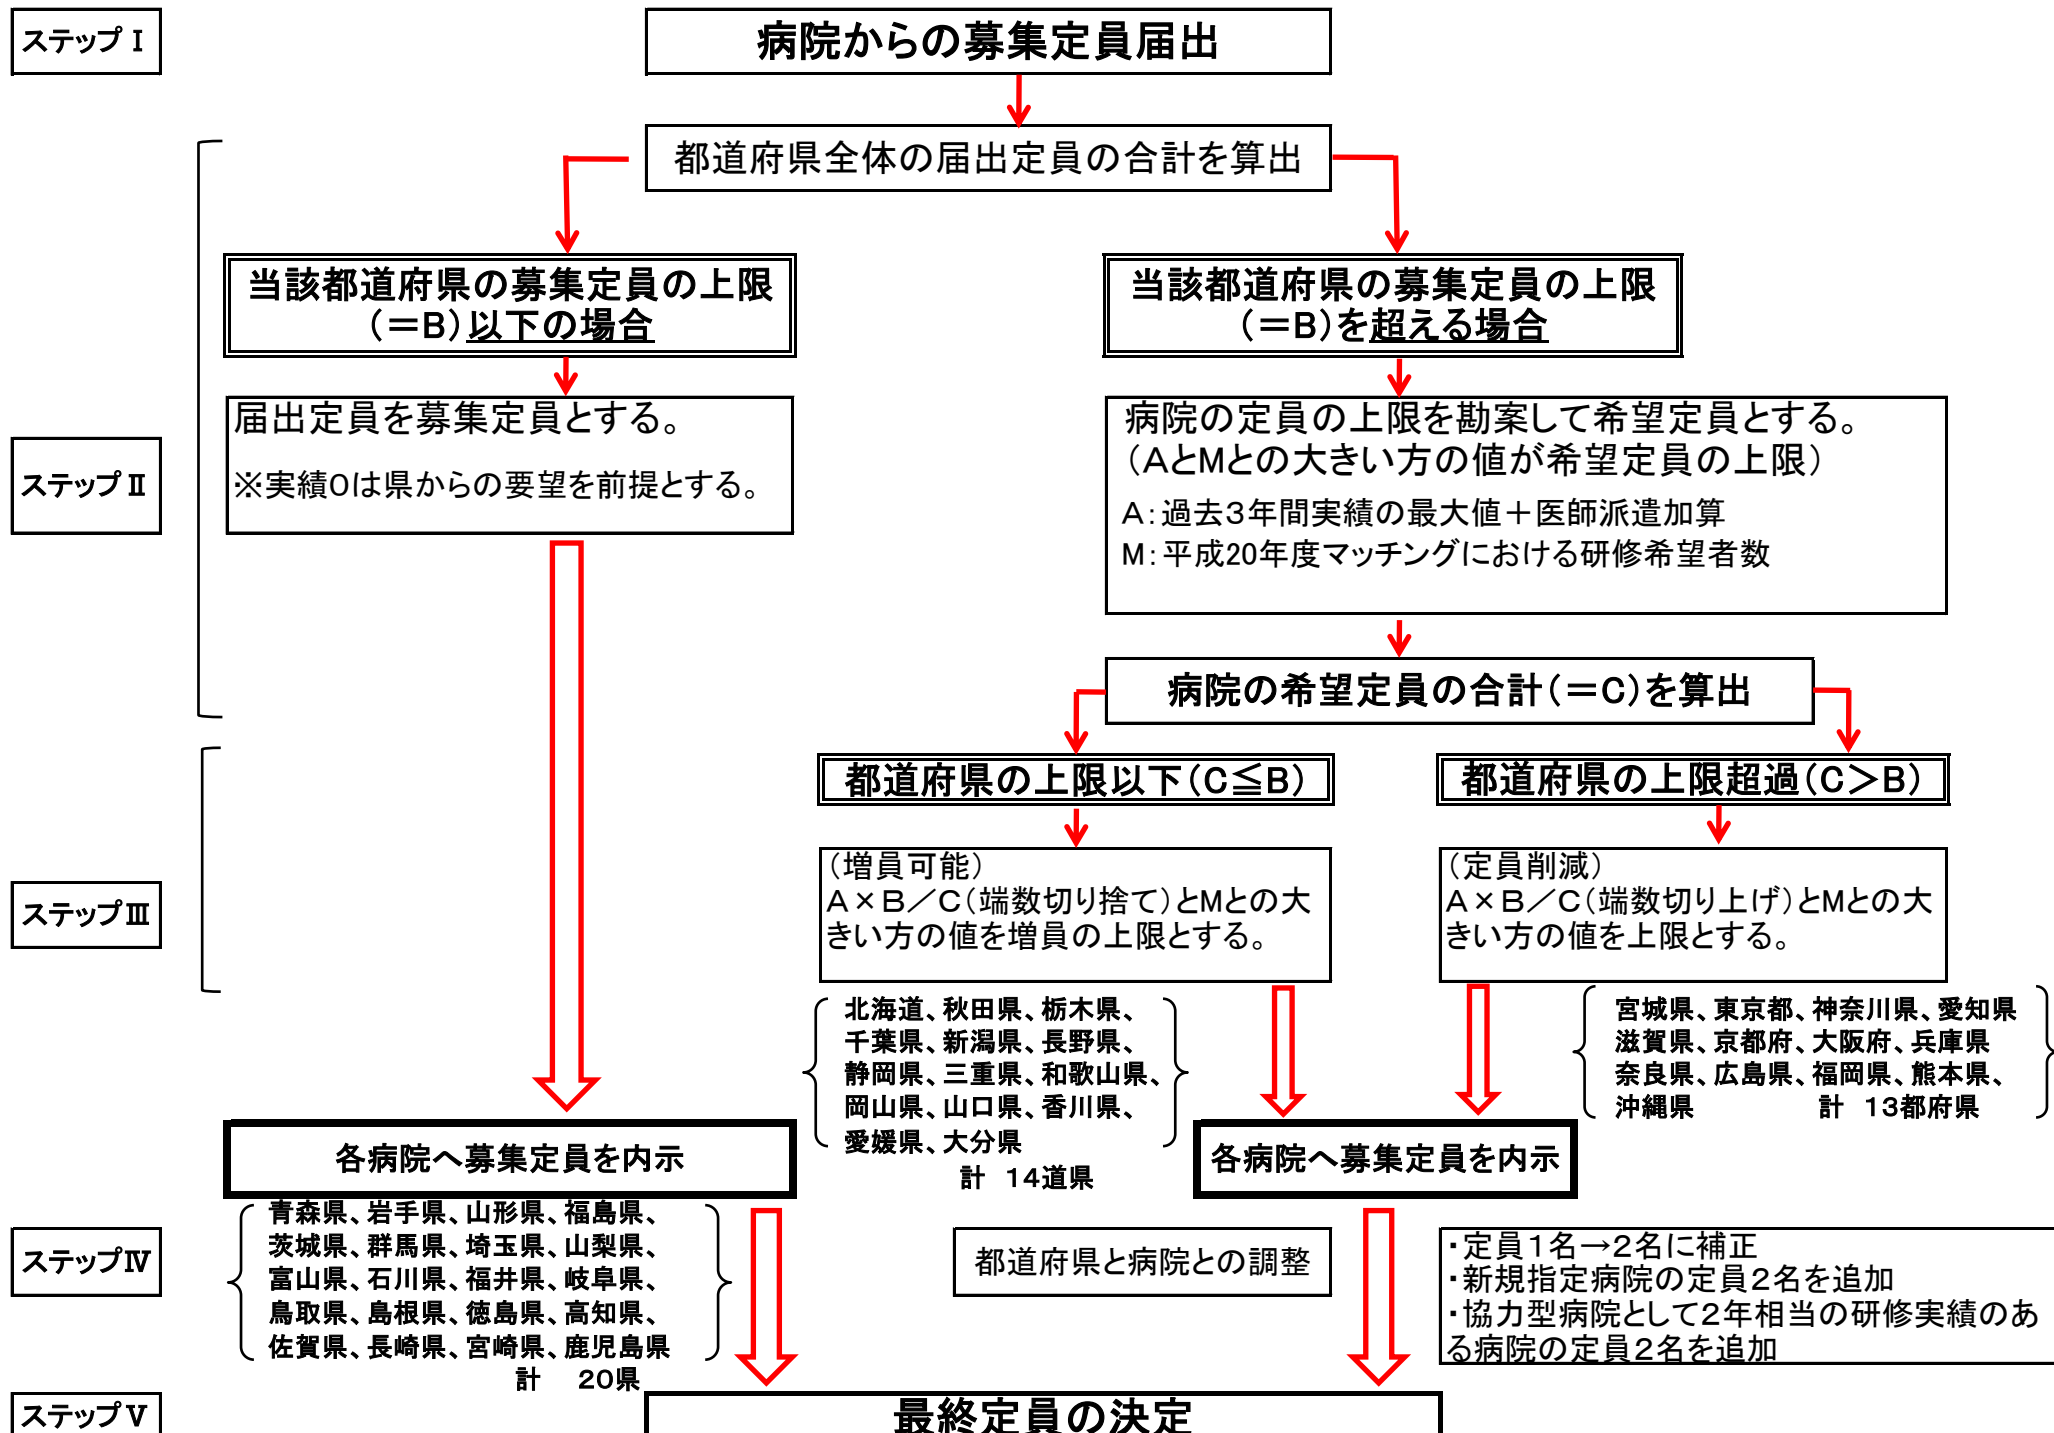 ステップⅠ
病院からの募集定員届出
都道府県全体の届出定員の合計を算出
当該都道府県の募集定員の上限
(=B)以下の場合
当該都道府県の募集定員の上限
(=B)を超える場合
ステップⅡ
届出定員を募集定員とする。
※実績0は県からの要望を前提とする。
病院の定員の上限を勘案して希望定員とする。
(AとMとの大きい方の値が希望定員の上限)
A:過去3年間実績の最大値+医師派遣加算
M:平成20年度マッチングにおける研修希望者数
病院の希望定員の合計(=C)を算出
都道府県の上限以下(C≦B)
都道府県の上限超過(C>B)
ステップⅢ
(増員可能)
A×B/C(端数切り捨て)とMとの大
きい方の値を増員の上限とする。
(定員削減)
A×B/C(端数切り上げ)とMとの大
きい方の値を上限とする。
北海道、秋田県、栃木県、
千葉県、新潟県、長野県、
静岡県、三重県、和歌山県、
岡山県、山口県、香川県、
愛媛県、大分県
計 14道県
宮城県、東京都、神奈川県、愛知県
滋賀県、京都府、大阪府、兵庫県
奈良県、広島県、福岡県、熊本県、
沖縄県 計 13都府県
各病院へ募集定員を内示
各病院へ募集定員を内示
ステップⅣ
青森県、岩手県、山形県、福島県、
茨城県、群馬県、埼玉県、山梨県、
富山県、石川県、福井県、岐阜県、
鳥取県、島根県、徳島県、高知県、
佐賀県、長崎県、宮崎県、鹿児島県
計 20県
都道府県と病院との調整
・定員1名→2名に補正
・新規指定病院の定員2名を追加
・協力型病院として2年相当の研修実績のあ
る病院の定員2名を追加
ステップⅤ
最終定員の決定